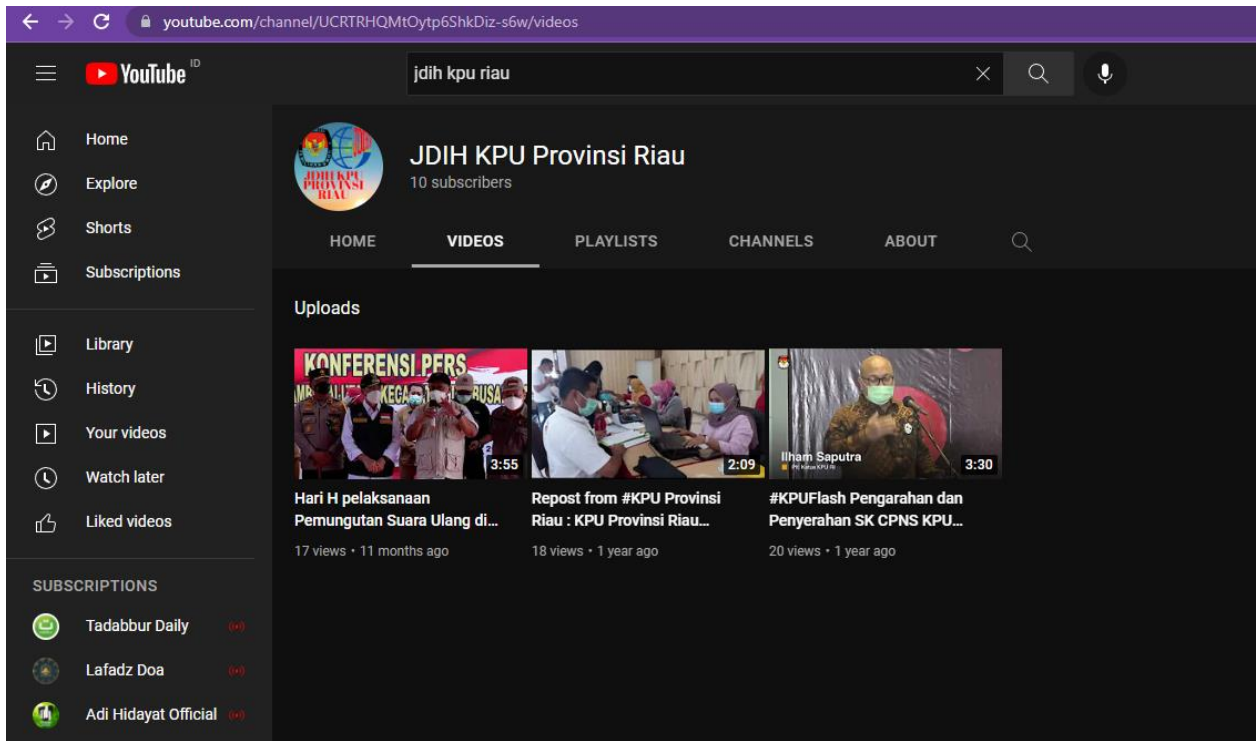 youtube.com/channel/UCRTRHQMtOytp6ShkDiz-s6w/videos
YouTube ID
jdih kpu riau
Home
Explore
Shorts
Subscriptions
Library
History
Your videos
Watch later
Liked videos
SUBSCRIPTIONS
Tadabbur Daily
Lafadz Doa
Adi Hidayat Official
JDIH KPU
PROVINSI
RIAU
JDIH KPU Provinsi Riau
10 subscribers
HOME VIDEOS PLAYLISTS CHANNELS ABOUT
Uploads
KONFERENSI PERS
3:55
Hari H pelaksanaan
Pemungutan Suara Ulang di...
17 views • 11 months ago
2:09
Repost from #KPU Provinsi
Riau : KPU Provinsi Riau...
18 views • 1 year ago
Ilham Saputra
3:30
#KPUFlash Pengarahan dan
Penyerahan SK CPNS KPU...
20 views • 1 year ago